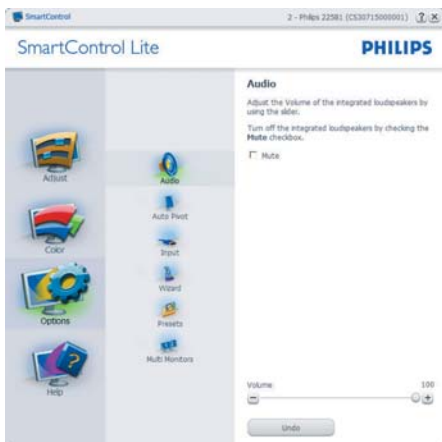 SmartControl
2 - Philips 225B1 (CS30715000001)
SmartControl Lite
PHILIPS
Adjust
Color
Options
Help
Audio
Auto Pivot
Input
Wizard
Presets
Multi Monitors
Audio
Adjust the Volume of the integrated loudspeakers by
using the slider.
Turn off the integrated loudspeakers by checking the
Mute checkbox.
Mute
Volume:
100
Undo